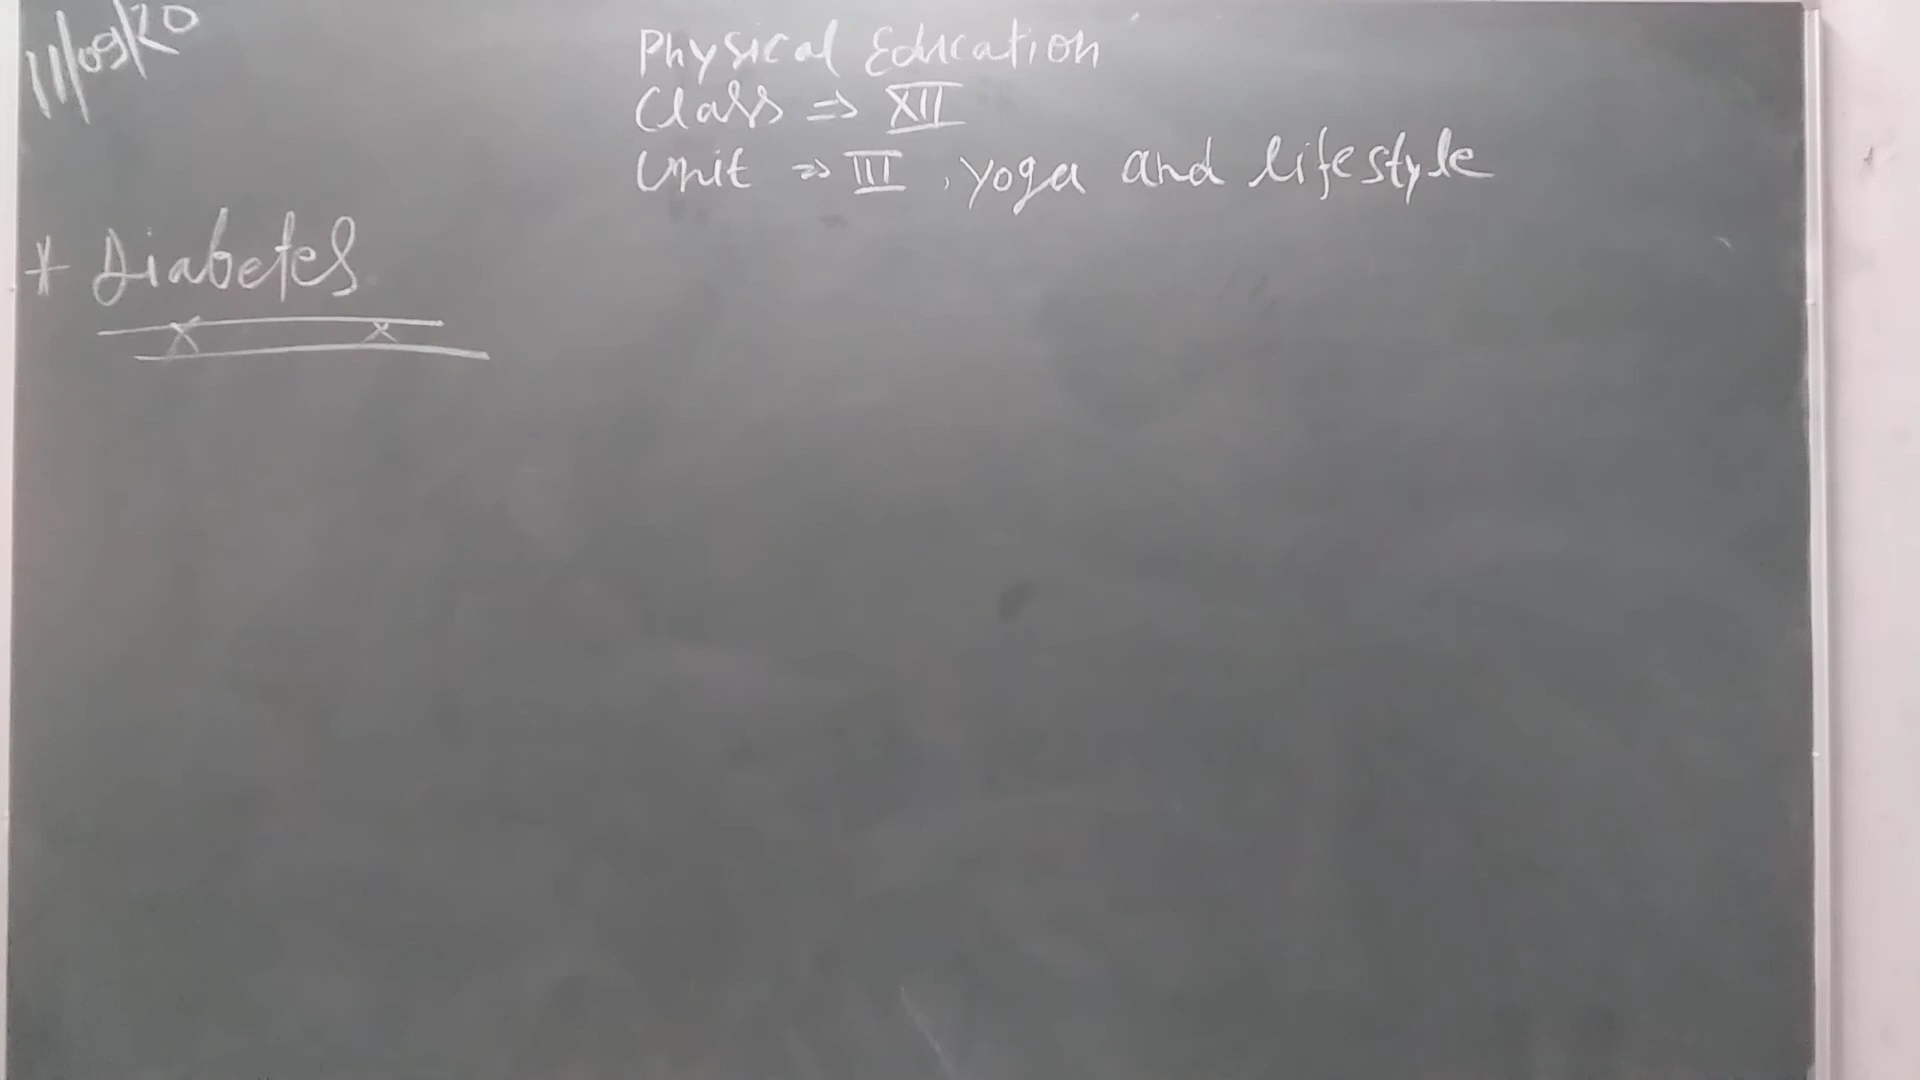 11/09/20
Physical Education
Class ⇒ XII
Unit ⇒ III, yoga and lifestyle
* Diabetes